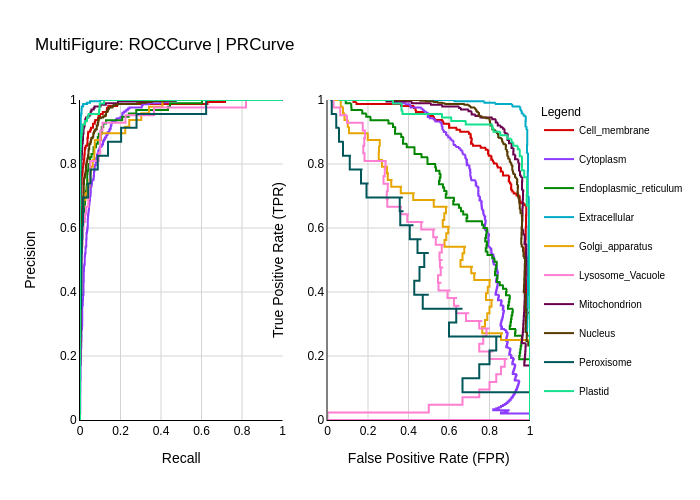 MultiFigure: ROCCurve | PRCurve
1
0.8
0.6
0.4
0.2
0
0
0.2
0.4
0.6
0.8
1
Precision
Recall
1
0.8
0.6
0.4
0.2
0
0
0.2
0.4
0.6
0.8
1
True Positive Rate (TPR)
False Positive Rate (FPR)
Legend
Cell_membrane
Cytoplasm
Endoplasmic_reticulum
Extracellular
Golgi_apparatus
Lysosome_Vacuole
Mitochondrion
Nucleus
Peroxisome
Plastid